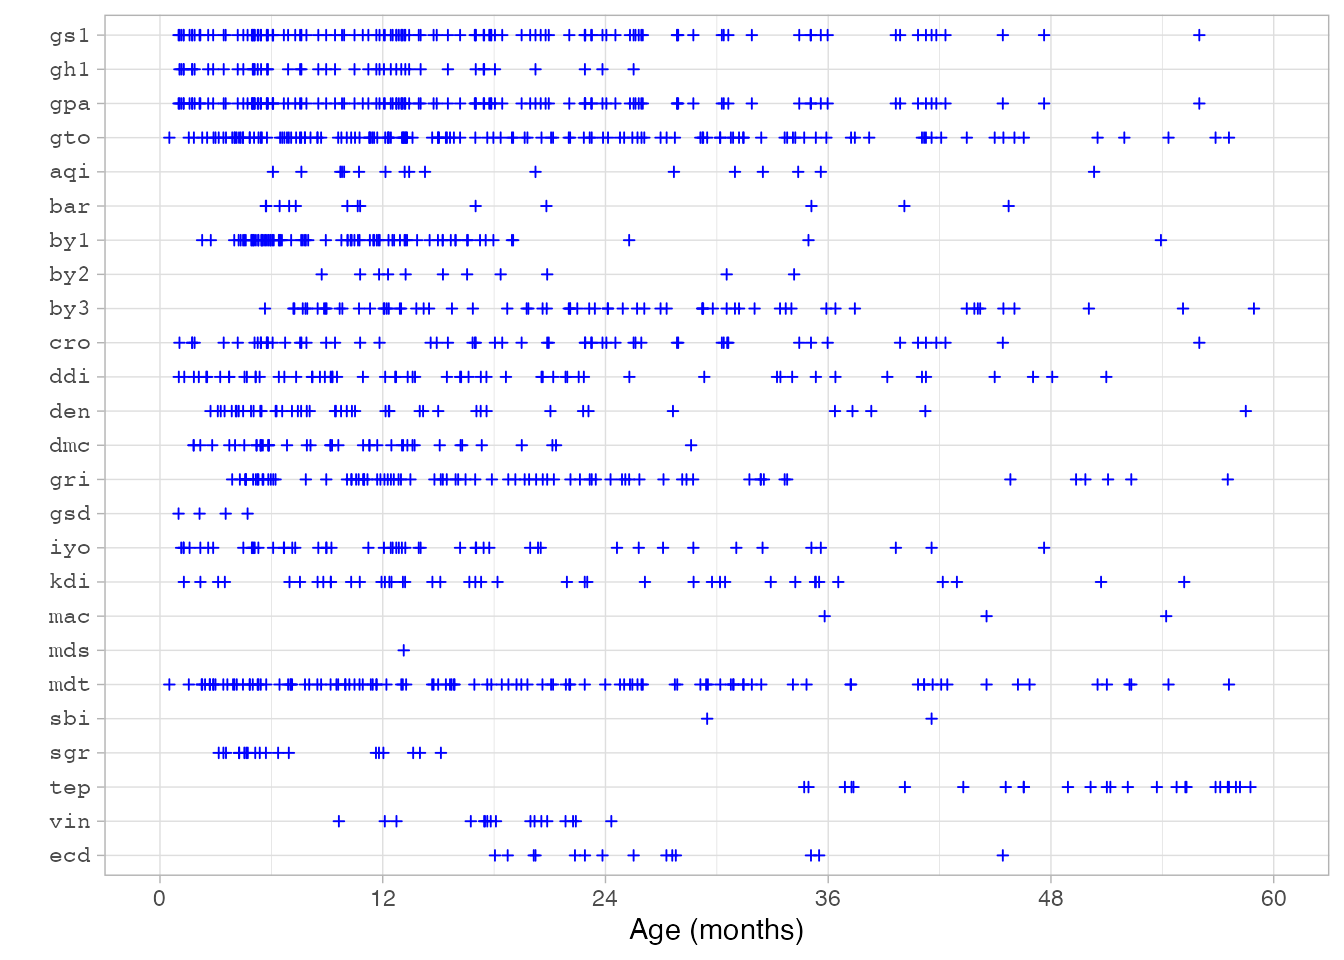 gs1
gh1
gpa
gto
aqi
bar
by1
by2
by3
cro
ddi
den
dmc
gri
gsd
iyo
kdi
mac
mds
mdt
sbi
sgr
tep
vin
ecd
0 12 24 36 48 60
Age (months)